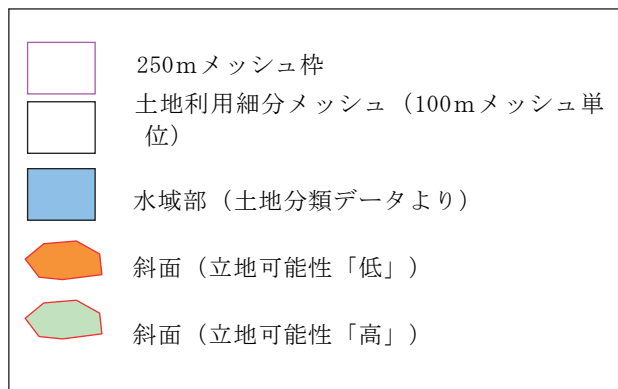 250mメッシュ枠
土地利用細分メッシュ（100mメッシュ単
位）
水域部（土地分類データより）
斜面（立地可能性「低」）
斜面（立地可能性「高」）